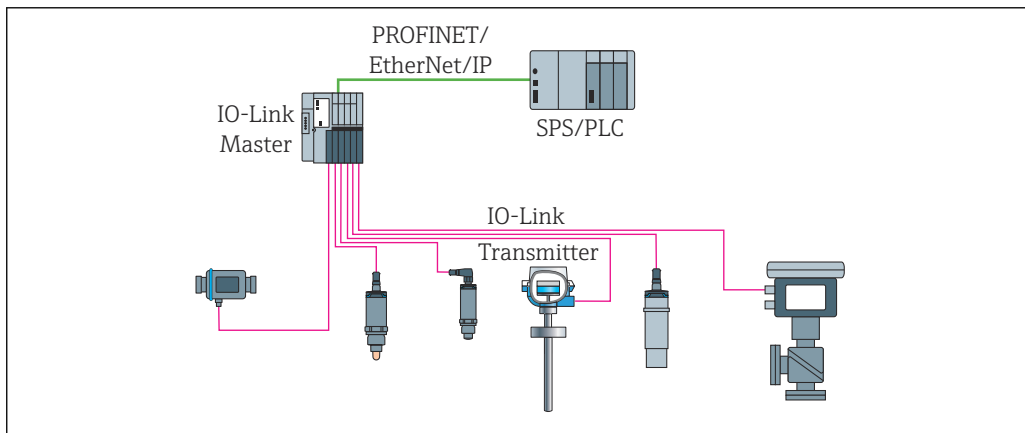 PROFINET/
EtherNet/IP
IO-Link
Master
SPS/PLC
IO-Link
Transmitter